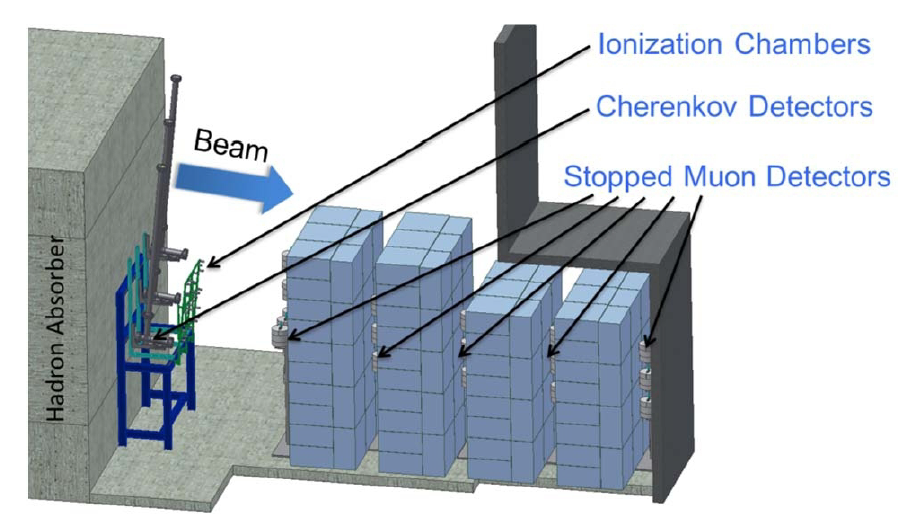 Ionization Chambers
Cherenkov Detectors
Beam
Stopped Muon Detectors
Hadron Absorber